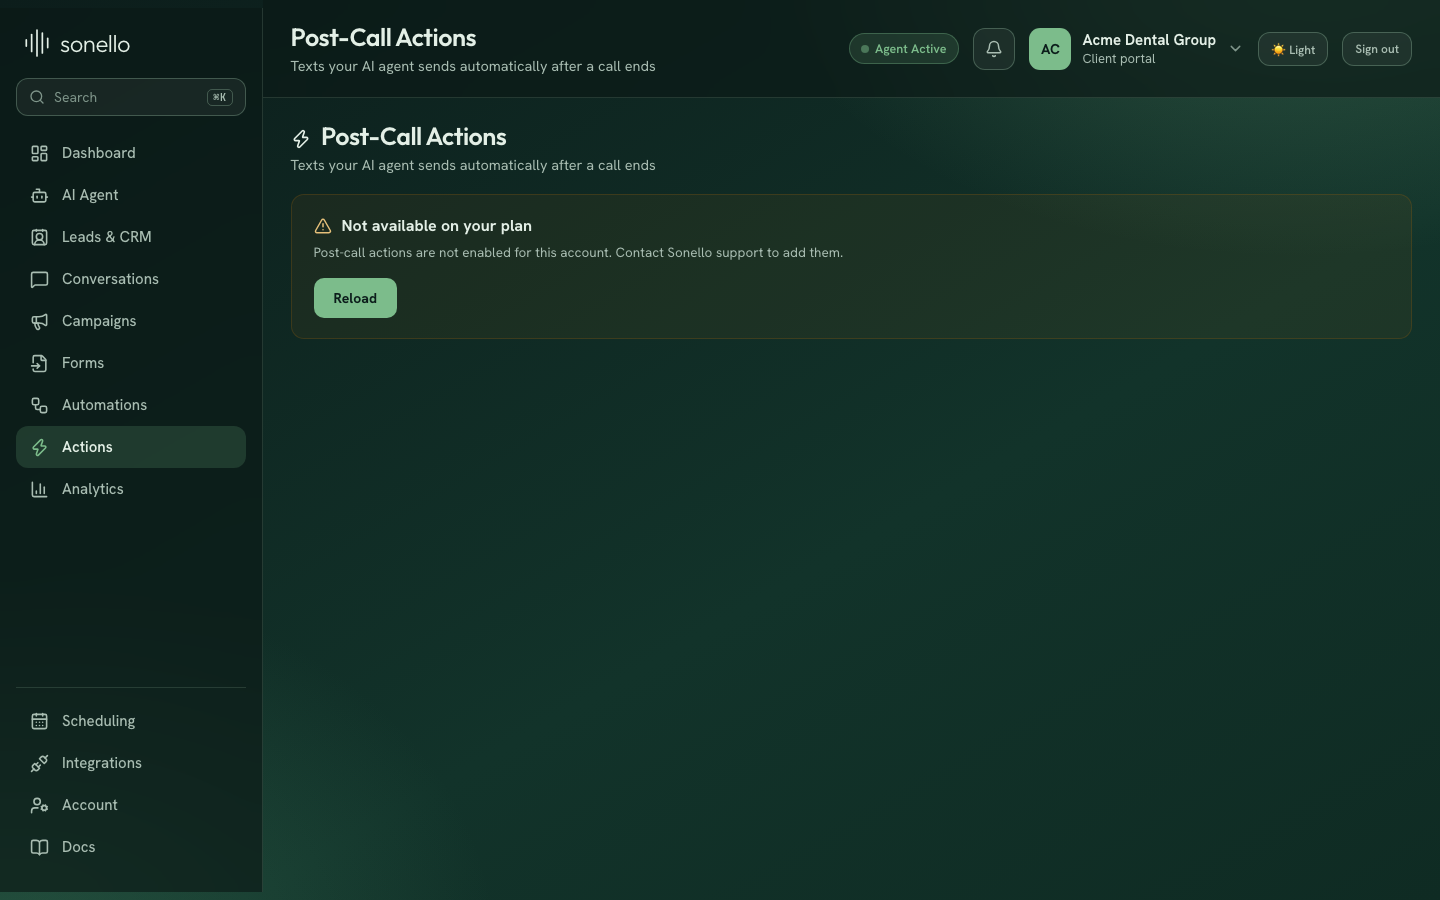 sonello
Search
⌘K
Dashboard
AI Agent
Leads & CRM
Conversations
Campaigns
Forms
Automations
Actions
Analytics
Scheduling
Integrations
Account
Docs
Post-Call Actions
Texts your AI agent sends automatically after a call ends
Agent Active
AC
Acme Dental Group
Client portal
Light
Sign out
Post-Call Actions
Texts your AI agent sends automatically after a call ends
Not available on your plan
Post-call actions are not enabled for this account. Contact Sonello support to add them.
Reload